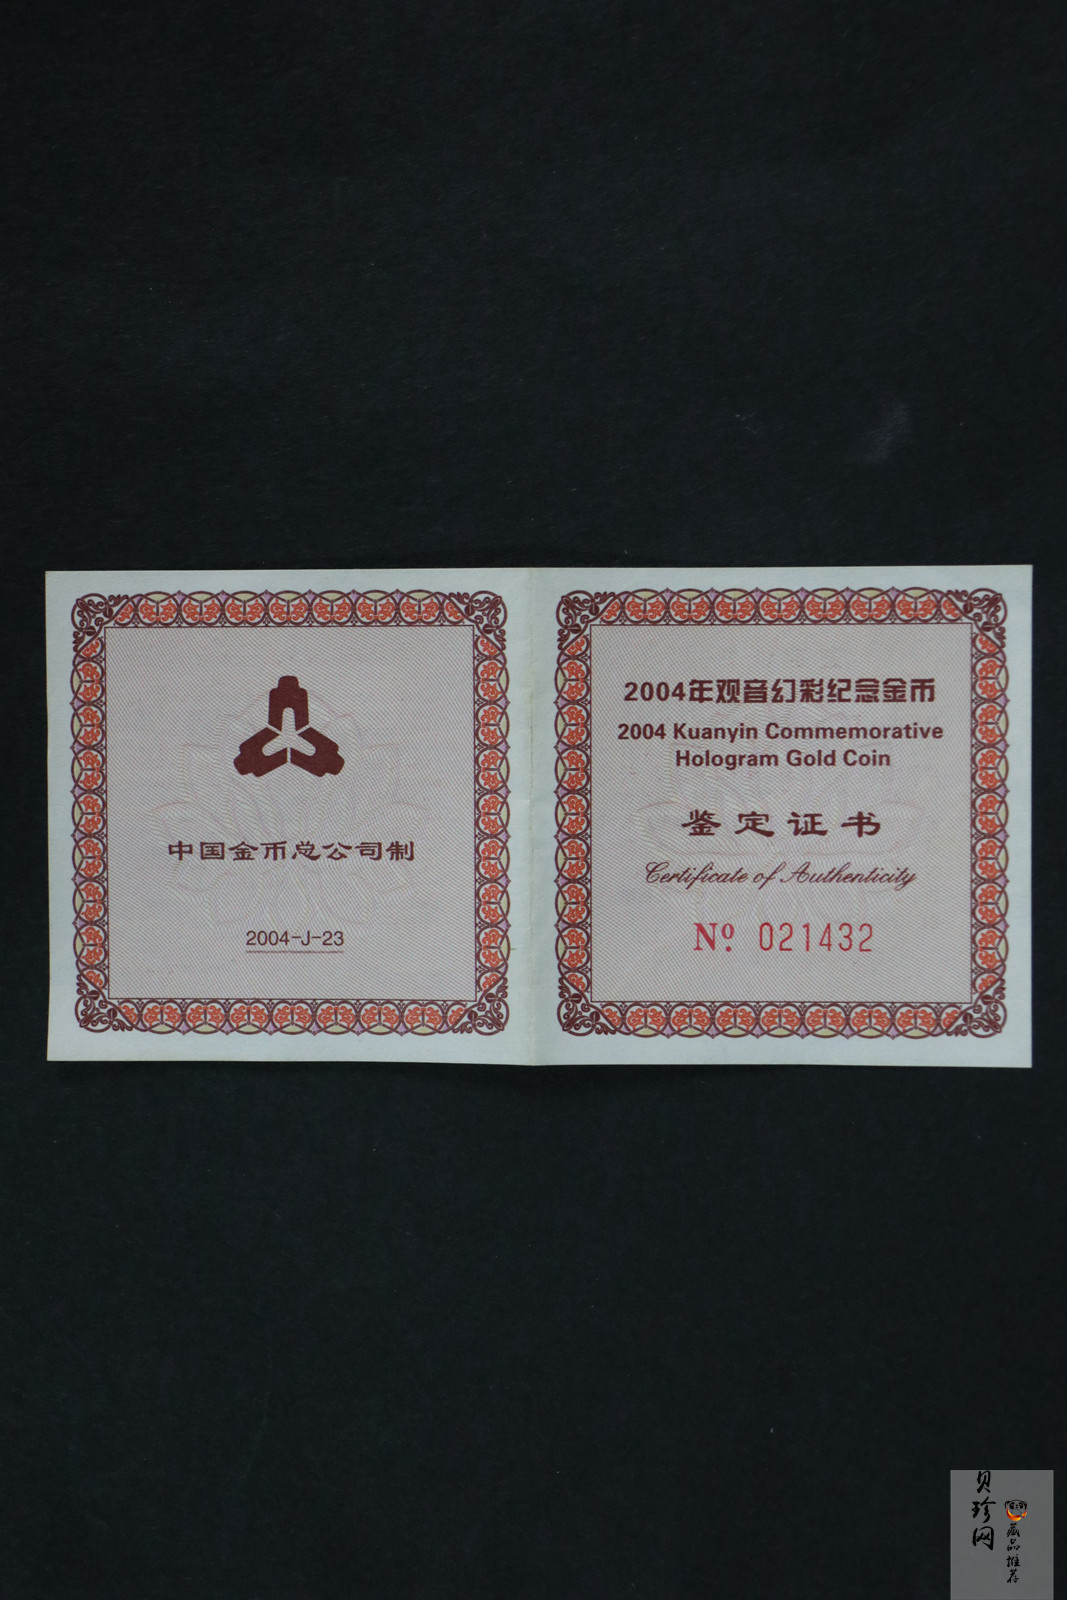 中国金币总公司制
2004-J-23
2004年观音幻彩纪念金币
2004 Kuanyin Commemorative
Hologram Gold Coin
鉴定证书
Certificate of Authenticity
Nº 021432
贝珍网
藏品推荐